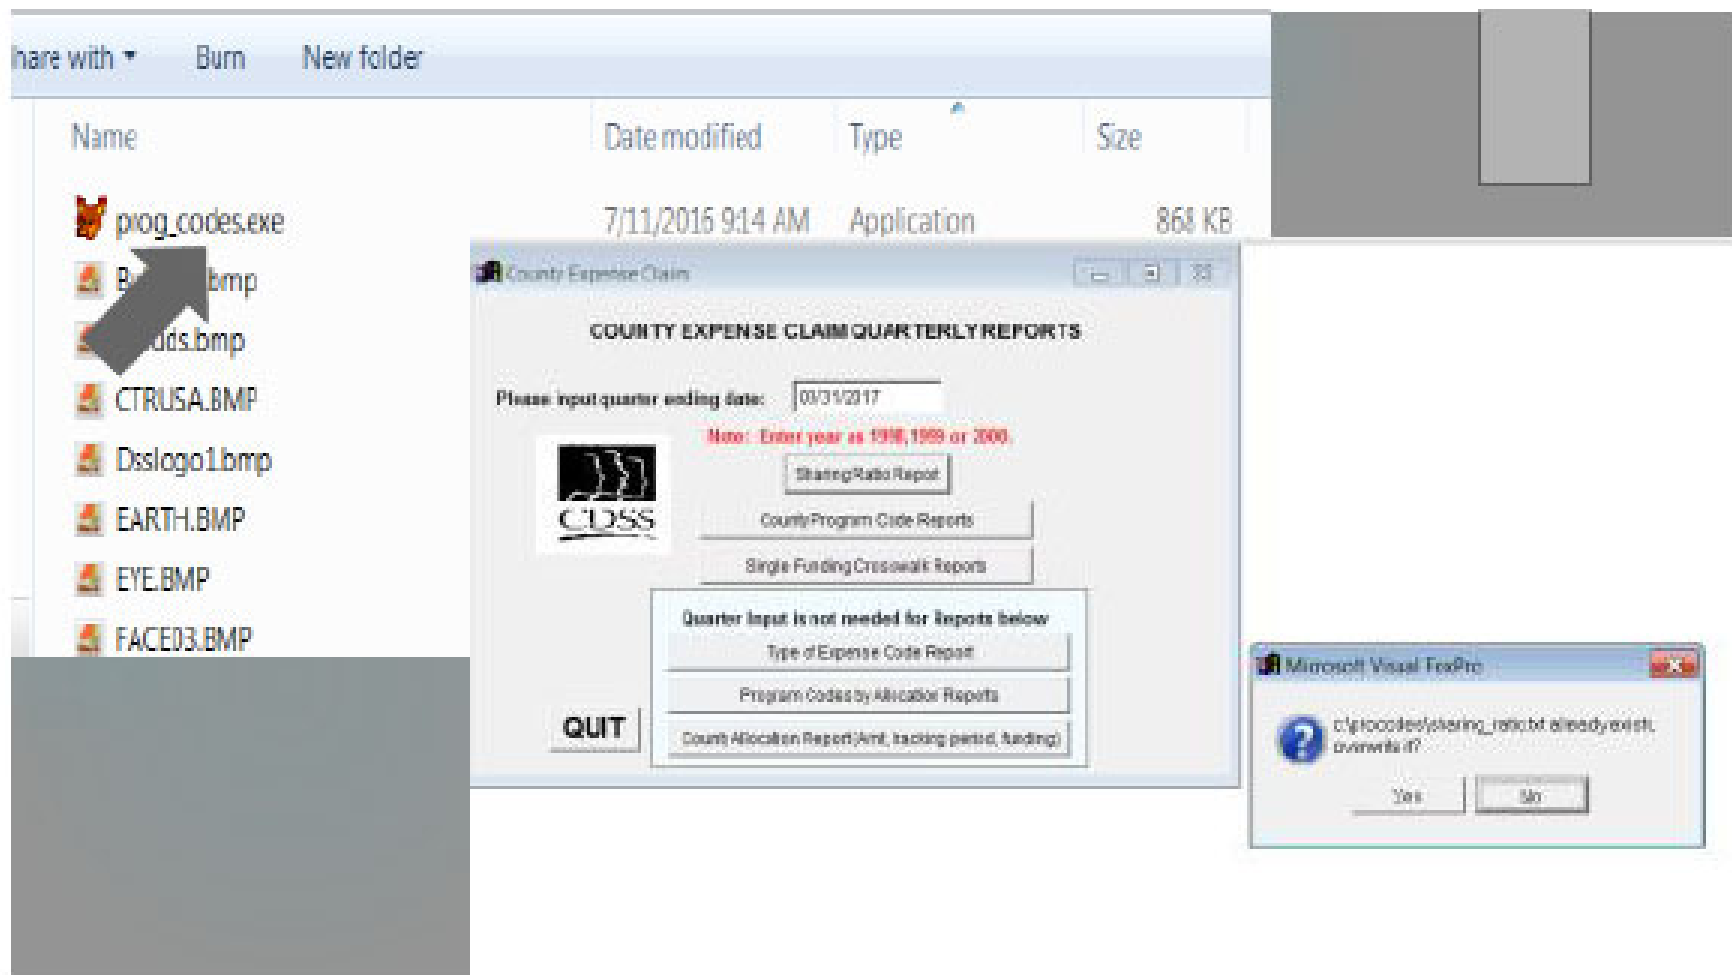 hare with Burn New folder
Name Date modified Type Size
prog_codes.exe 7/11/2016 9:14 AM Application 868 KB
bmp
uds.bmp
CTRUSA.BMP
Dsslogo1.bmp
EARTH.BMP
EYE.BMP
FACE03.BMP
County Expense Claim
COUNTY EXPENSE CLAIM QUARTERLY REPORTS
Please input quarter ending date: 03/31/2017
Note: Enter year as 1998, 1999 or 2000.
Sharing Ratio Report
CDSS
County Program Code Reports
Single Funding Crosswalk Reports
Quarter Input is not needed for Reports below
Type of Expense Code Report
Program Codes by Allocation Reports
QUIT
County Allocation Report (Amt, tracking period, funding)
Microsoft Visual FoxPro
sharing_ratio.txt already exists,
overwrite it?
Yes No